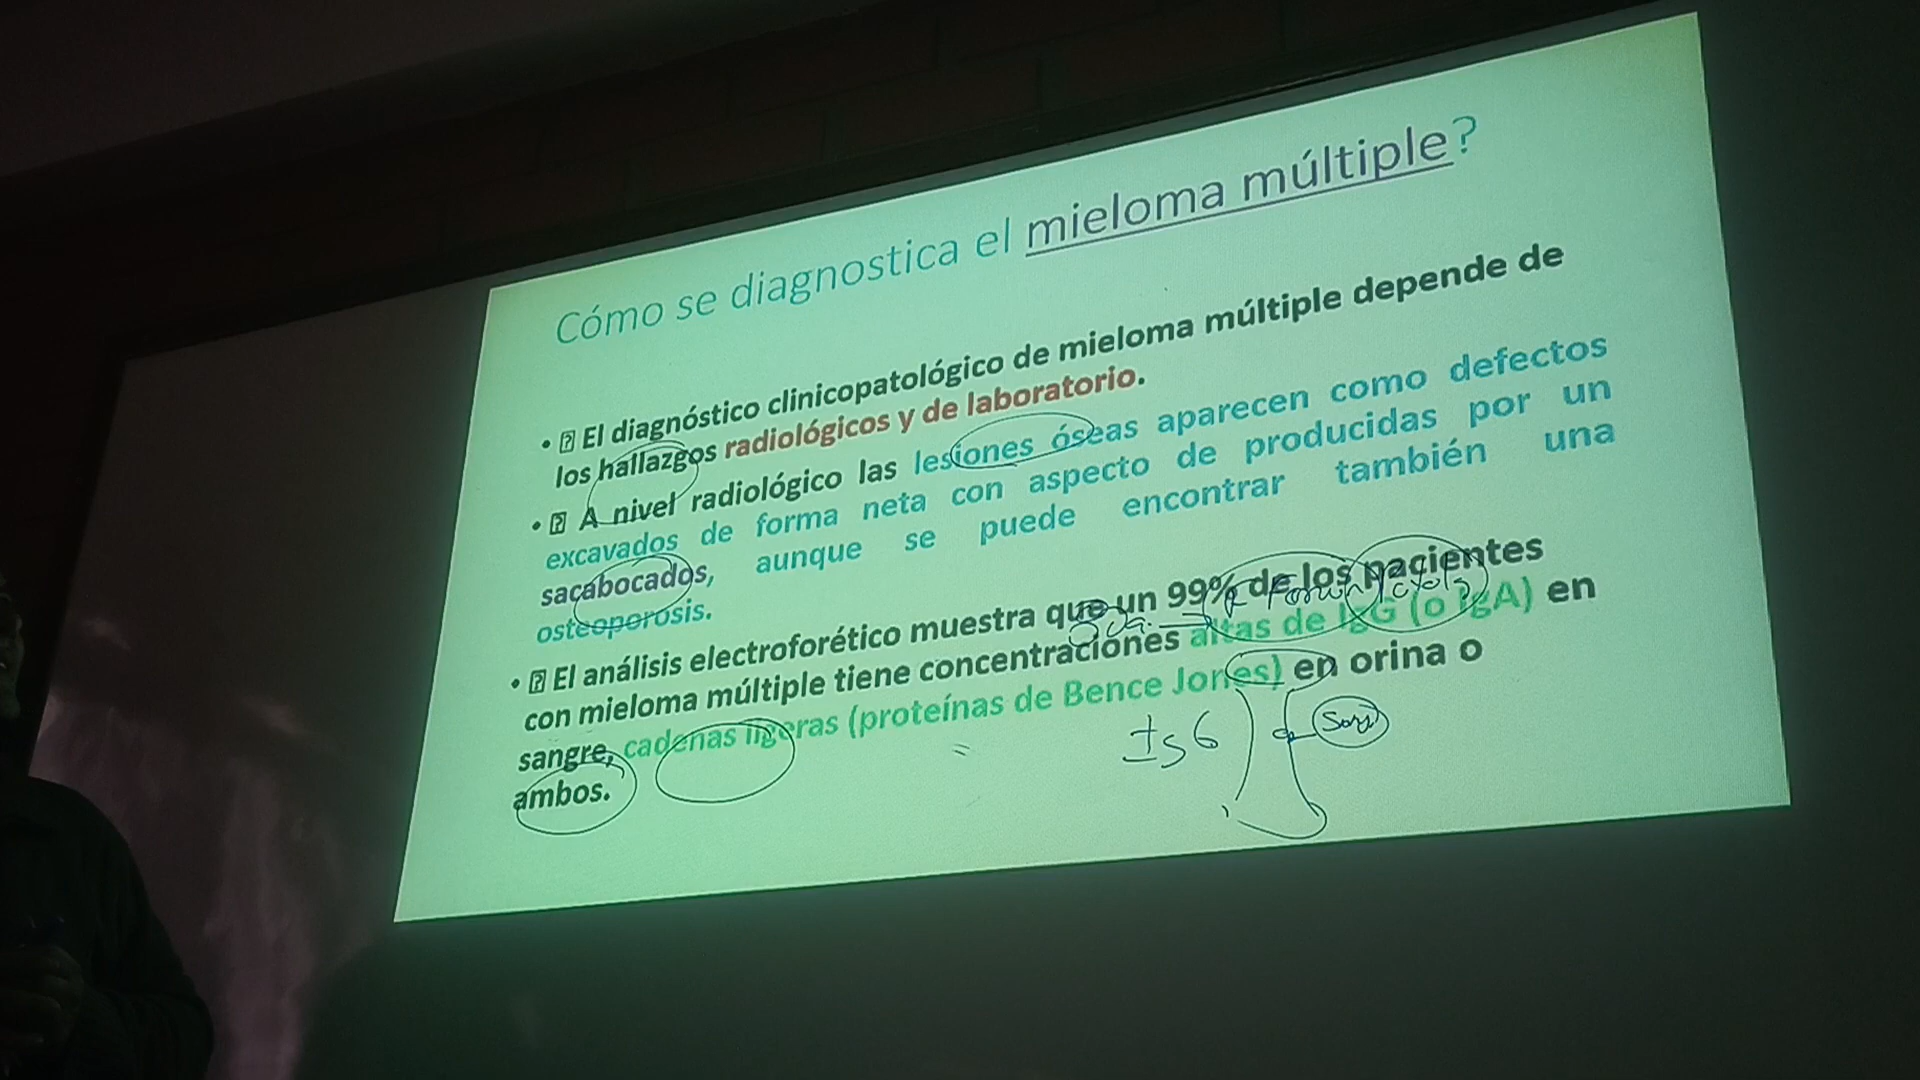 Cómo se diagnostica el mieloma múltiple?
• El diagnóstico clinicopatológico de mieloma múltiple depende de
los hallazgos radiológicos y de laboratorio.
• A nivel radiológico las lesiones óseas aparecen como defectos
excavados de forma neta con aspecto de producidas por un
sacabocados, aunque se puede encontrar también una
osteoporosis.
• El análisis electroforético muestra que un 99% de los pacientes
con mieloma múltiple tiene concentraciones altas de IgG (o IgA) en
sangre, cadenas ligeras (proteínas de Bence Jones) en orina o
ambos.